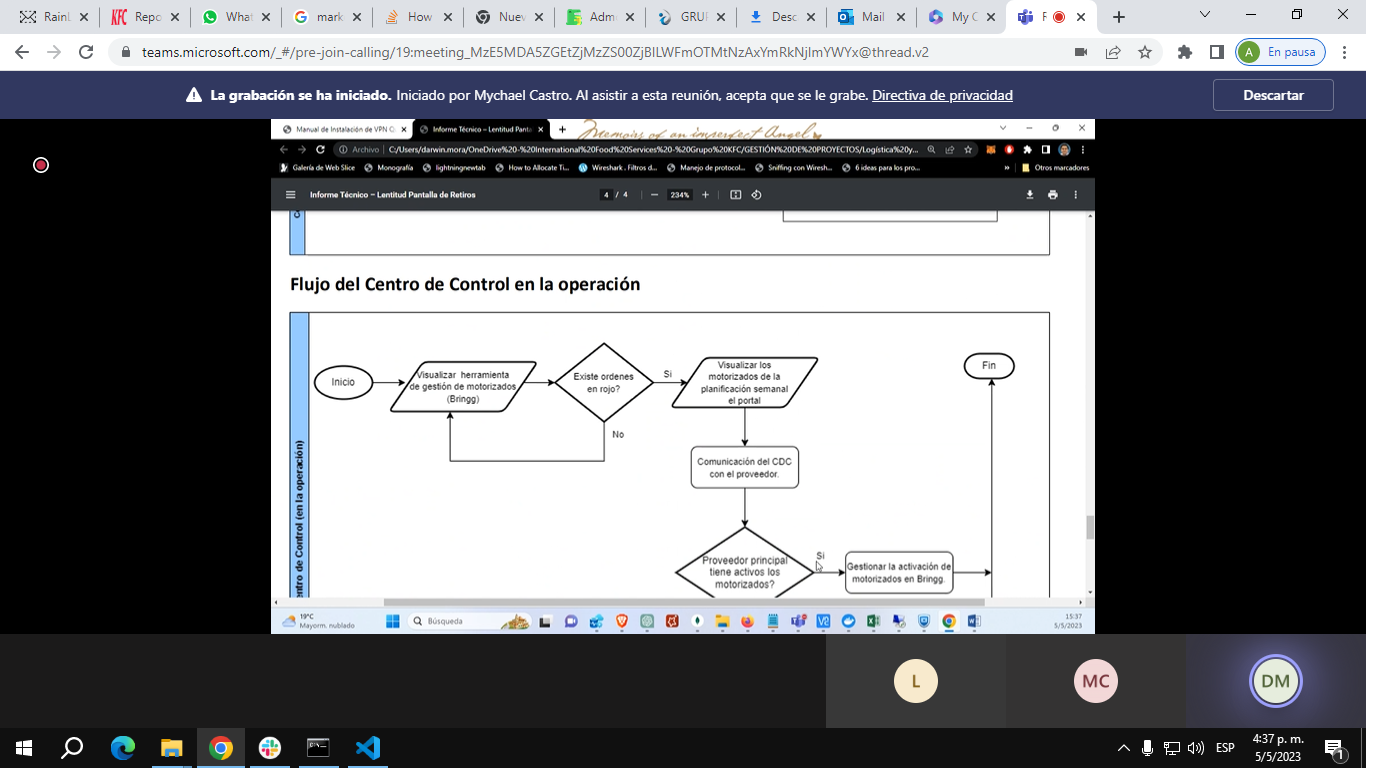 Rainl
KFC Repo
What
mark
How
Nuev
Adm
GRUI
Desc
Mail
My C
teams.microsoft.com/_#/pre-join-calling/19:meeting_MzE5MDA5ZGEtZjMzZS00ZjBlLWFmOTMtNzAxYmRkNjlmYWYx@thread.v2
A En pausa
La grabación se ha iniciado. Iniciado por Mychael Castro. Al asistir a esta reunión, acepta que se le grabe. Directiva de privacidad
Descartar
Manual de Instalación de VPN C
Informe Técnico – Lentitud Panta
Memoirs of an imperfect Angel
Archivo | C:/Users/darwin.mora/OneDrive%20-%20International%20Food%20Services%20-%20Grupo%20KFC/GESTIÓN%20DE%20PROYECTOS/Logística%20y...
Galería de Web Slice
Monografía
lightningnewtab
How to Allocate Ti...
Wireshark . Filtros d...
Manejo de protocol...
Sniffing con Wiresh...
6 ideas para los pro...
»
Otros marcadores
Informe Técnico – Lentitud Pantalla de Retiros
4 / 4
234%
Flujo del Centro de Control en la operación
entro de Control (en la operación)
Inicio
Visualizar herramienta
de gestión de motorizados
(Bringg)
Existe ordenes
en rojo?
Si
No
Visualizar los
motorizados de la
planificación semanal
el portal
Fin
Comunicación del CDC
con el proveedor.
Proveedor principal
tiene activos los
motorizados?
Si
Gestionar la activación de
motorizados en Bringg.
19°C
Mayorm. nublado
Búsqueda
15:37
5/5/2023
L
MC
DM
ESP
4:37 p. m.
5/5/2023
1